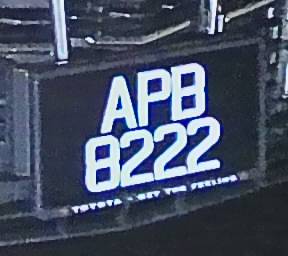 APB
8222
TOYOTA - GET THE FEELING